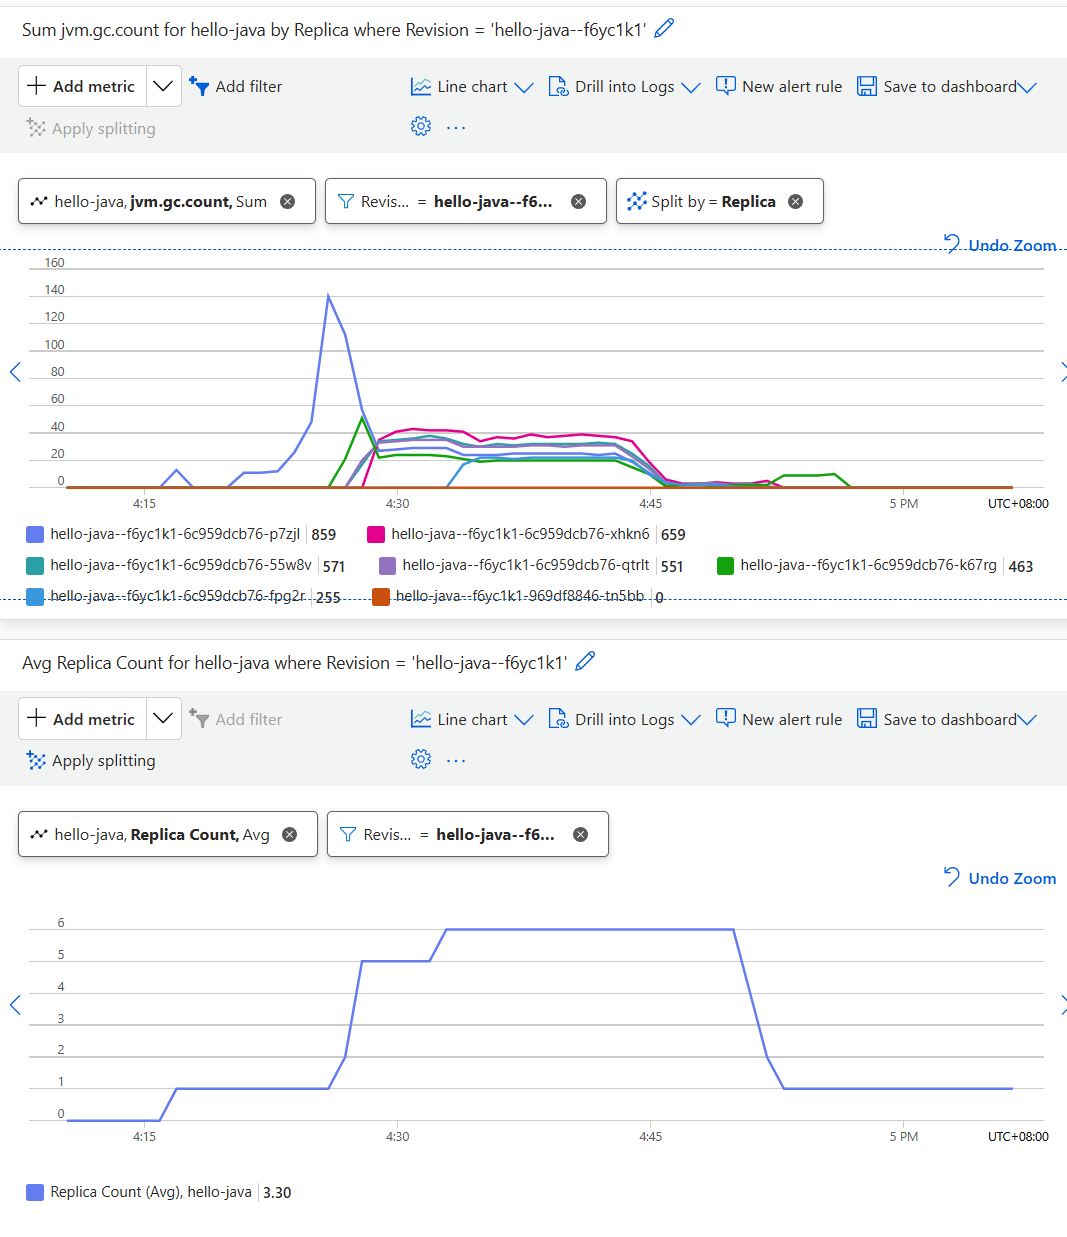 Sum jvm.gc.count for hello-java by Replica where Revision = 'hello-java--f6yc1k1'
Add metric Add filter Line chart Drill into Logs New alert rule Save to dashboard
Apply splitting ...
hello-java, jvm.gc.count, Sum Revis... = hello-java--f6... Split by = Replica
Undo Zoom
160
140
120
100
80
60
40
20
0
4:15 4:30 4:45 5 PM UTC+08:00
hello-java--f6yc1k1-6c959dcb76-p7zjl 859 hello-java--f6yc1k1-6c959dcb76-xhkn6 659
hello-java--f6yc1k1-6c959dcb76-55w8v 571 hello-java--f6yc1k1-6c959dcb76-qtrlt 551 hello-java--f6yc1k1-6c959dcb76-k67rg 463
hello-java--f6yc1k1-6c959dcb76-fpg2r 255 hello-java--f6yc1k1-969df8846-tn5bb 0
Avg Replica Count for hello-java where Revision = 'hello-java--f6yc1k1'
Add metric Add filter Line chart Drill into Logs New alert rule Save to dashboard
Apply splitting ...
hello-java, Replica Count, Avg Revis... = hello-java--f6...
Undo Zoom
6
5
4
3
2
1
0
4:15 4:30 4:45 5 PM UTC+08:00
Replica Count (Avg), hello-java 3.30